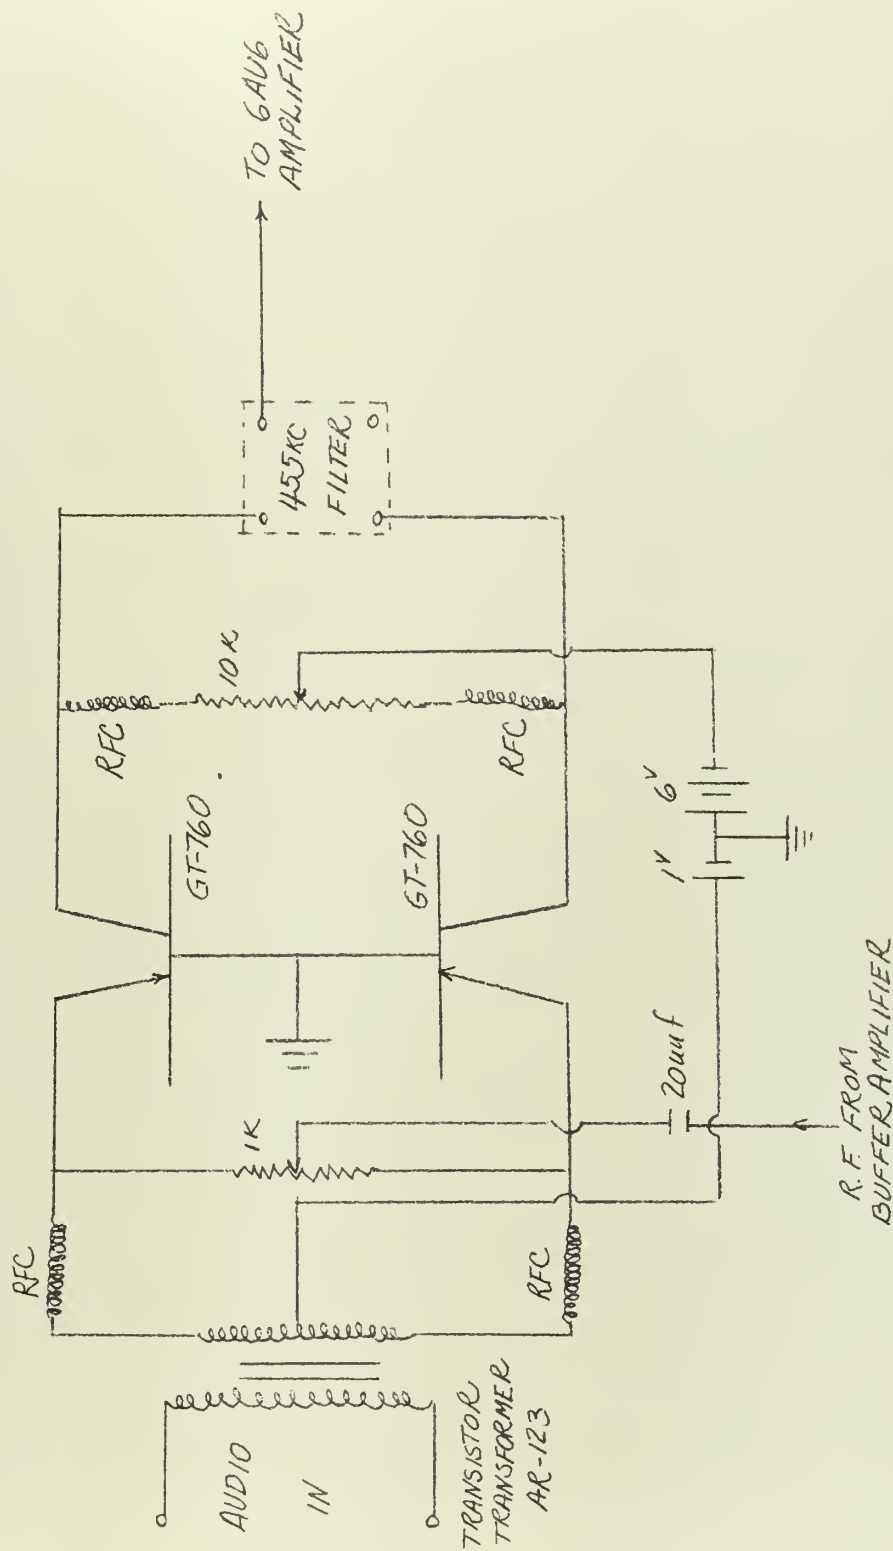 RFC
AUDIO
IN
TRANSISTOR
TRANSFORMER
AR-123
RFC
1K
20uuf
R.F. FROM
BUFFER AMPLIFIER
GT-760
GT-760
1V
6V
RFC
10K
RFC
455KC
FILTER
TO 6AU6
AMPLIFIER